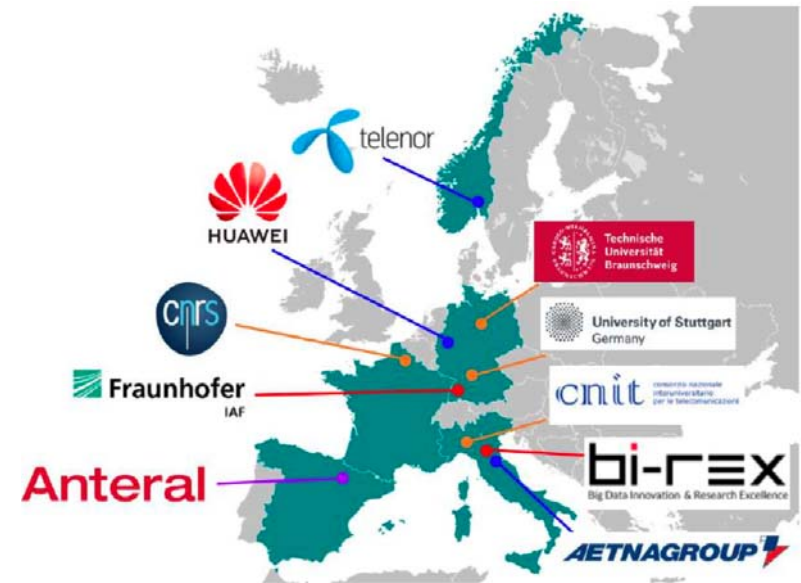 telenor
HUAWEI
Technische
Universität
Braunschweig
cnrs
University of Stuttgart
Germany
Fraunhofer
IAF
cnit
consorzio nazionale
interuniversitario
per le telecomunicazioni
Anteral
bi-rex
Big Data Innovation & Research Excellence
AETNAGROUP